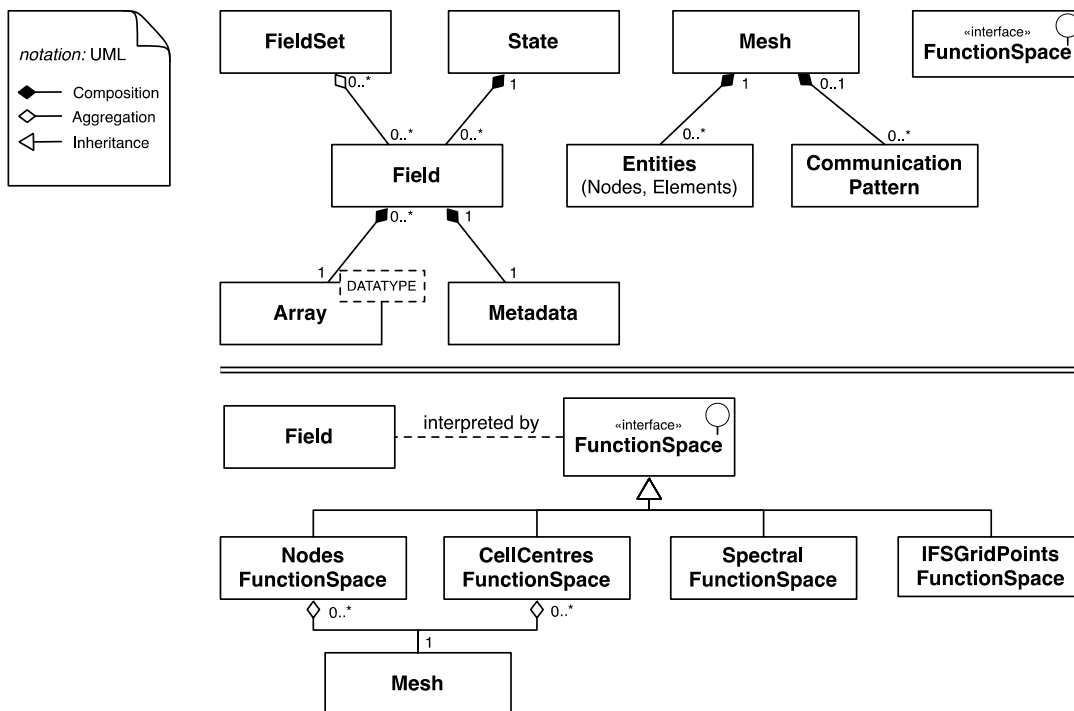 notation: UML
Composition
Aggregation
Inheritance
FieldSet
State
Mesh
«interface»
FunctionSpace
0..*
1
1
0..1
0..*
0..*
0..*
0..*
Field
Entities
(Nodes, Elements)
Communication
Pattern
0..*
1
1
1
DATATYPE
Array
Metadata
Field
interpreted by
«interface»
FunctionSpace
Nodes
FunctionSpace
CellCentres
FunctionSpace
Spectral
FunctionSpace
IFSGridPoints
FunctionSpace
0..*
0..*
1
Mesh